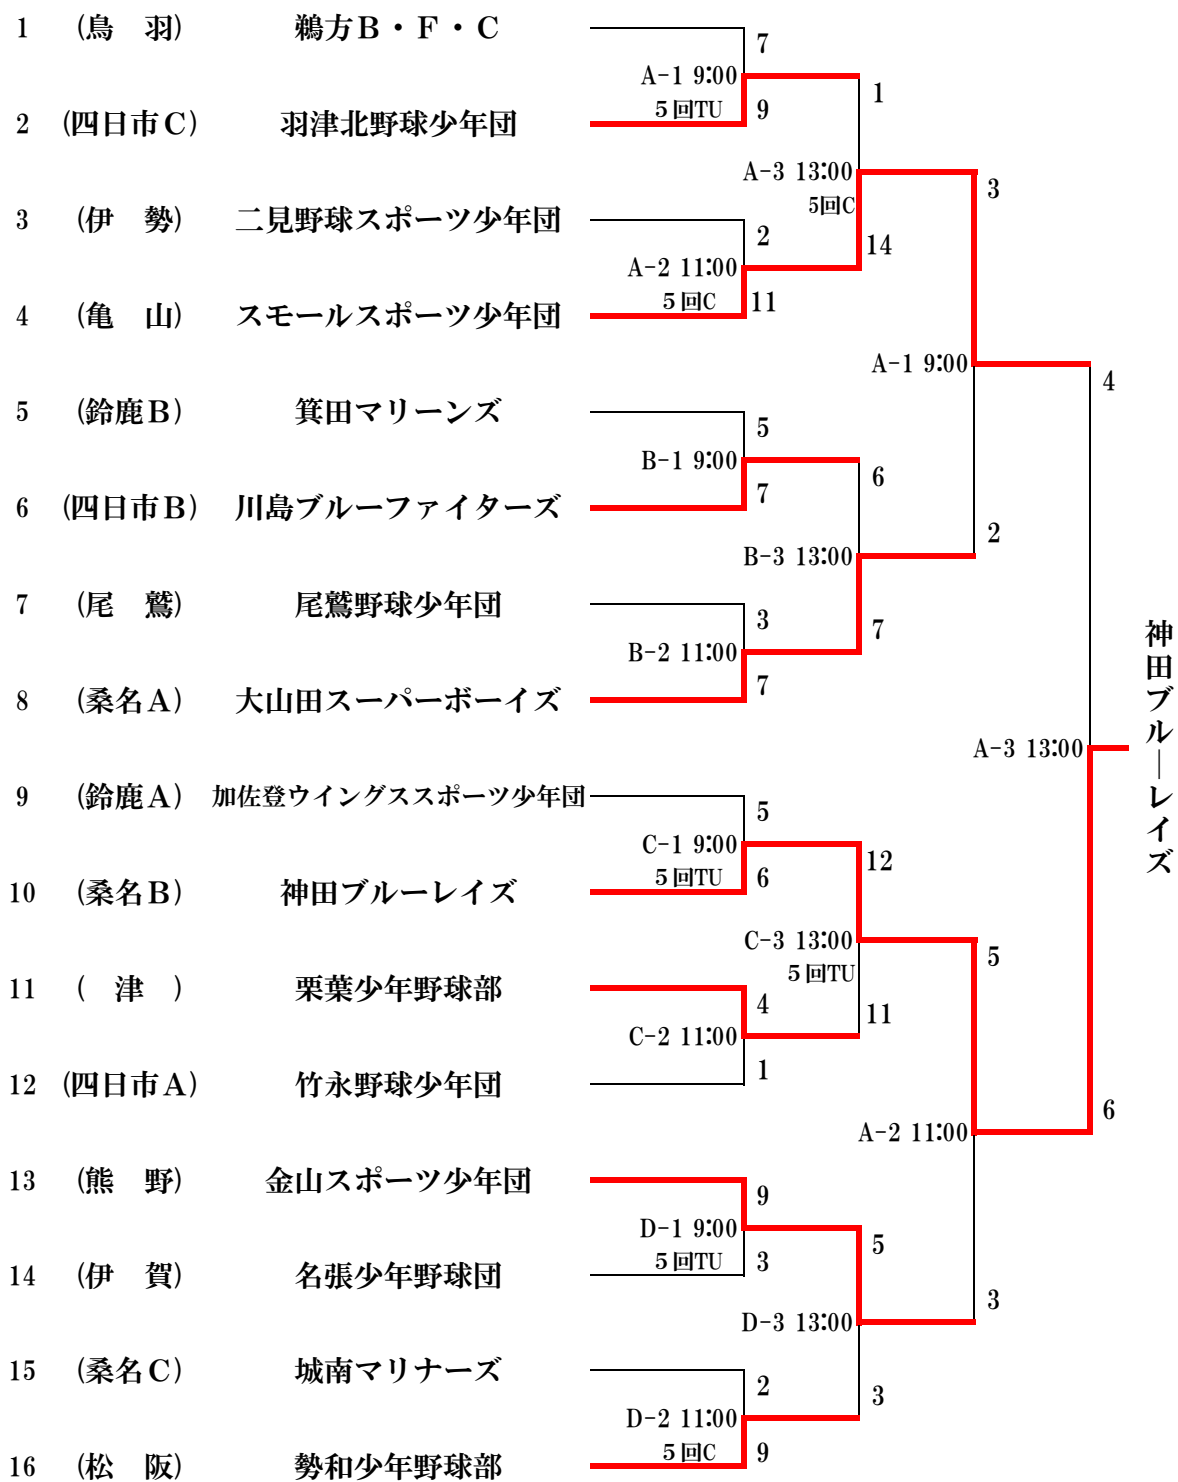 1 (鳥　羽) 鵜方Ｂ・Ｆ・Ｃ
7
A-1 9:00
5回TU
1
2 (四日市Ｃ) 羽津北野球少年団
9
A-3 13:00
5回C
3
3 (伊　勢) 二見野球スポーツ少年団
2
14
A-2 11:00
5回C
4 (亀　山) スモールスポーツ少年団
11
A-1 9:00
4
5 (鈴鹿Ｂ) 箕田マリーンズ
5
B-1 9:00
6
6 (四日市Ｂ) 川島ブルーファイターズ
7
2
B-3 13:00
7 (尾　鷲) 尾鷲野球少年団
3
7
B-2 11:00
8 (桑名Ａ) 大山田スーパーボーイズ
7
A-3 13:00
神田ブルーレイズ
9 (鈴鹿Ａ) 加佐登ウイングススポーツ少年団
5
C-1 9:00
5回TU
12
10 (桑名Ｂ) 神田ブルーレイズ
6
C-3 13:00
5回TU
5
11 (　津　) 栗葉少年野球部
4
11
C-2 11:00
12 (四日市Ａ) 竹永野球少年団
1
6
A-2 11:00
13 (熊　野) 金山スポーツ少年団
9
D-1 9:00
5回TU
5
14 (伊　賀) 名張少年野球団
3
3
D-3 13:00
15 (桑名Ｃ) 城南マリナーズ
2
3
D-2 11:00
5回C
16 (松　阪) 勢和少年野球部
9